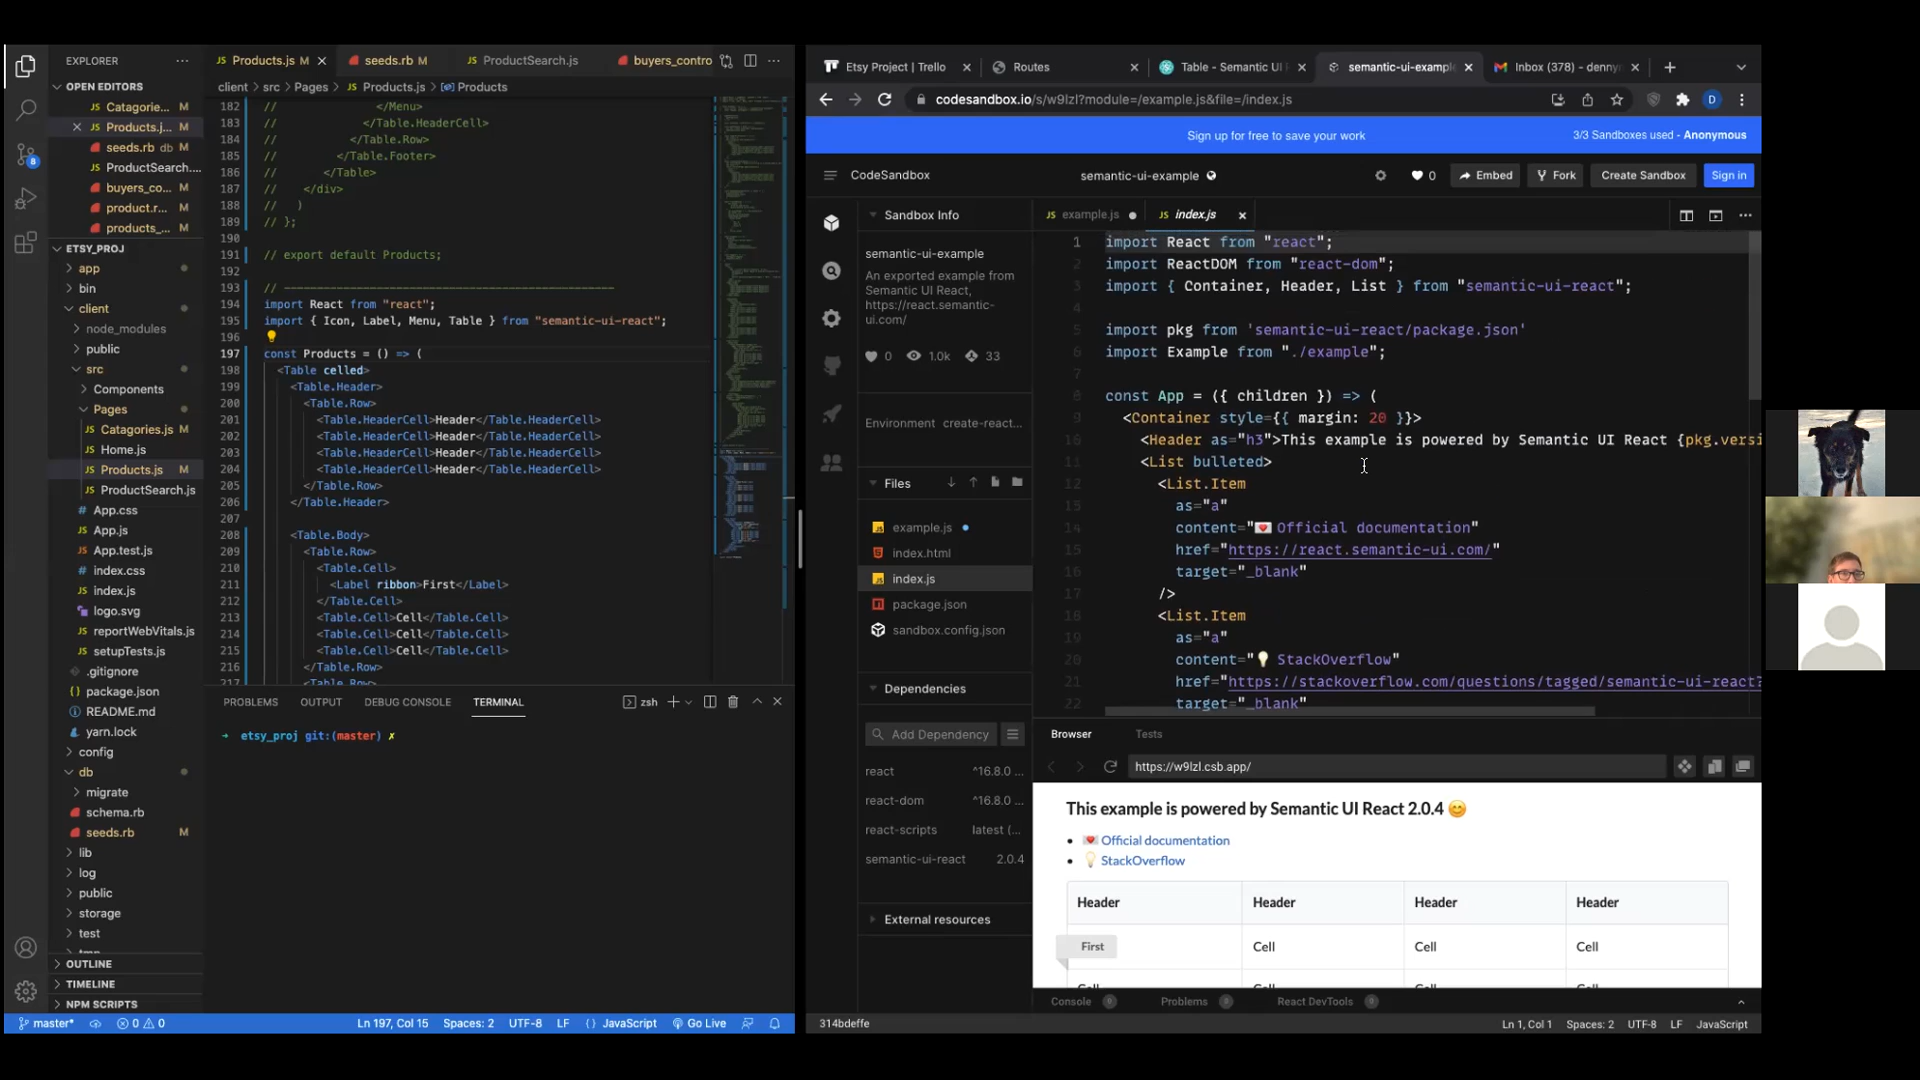 EXPLORER
OPEN EDITORS
Catagorie... M
Products.j... M
seeds.rb db M
ProductSearch....
buyers_co... M
product.r... M
products_... M
ETSY_PROJ
app
bin
client
node_modules
public
src
Components
Pages
Catagories.js M
Home.js
Products.js M
ProductSearch.js
App.css
App.js
App.test.js
index.css
index.js
logo.svg
reportWebVitals.js
setupTests.js
.gitignore
package.json
README.md
yarn.lock
config
db
migrate
schema.rb
seeds.rb M
lib
log
public
storage
test
tmp
OUTLINE
TIMELINE
NPM SCRIPTS
8
Products.js M seeds.rb M ProductSearch.js buyers_contro
client > src > Pages > Products.js > Products
182 // </Menu>
183 // </Table.HeaderCell>
184 // </Table.Row>
185 // </Table.Footer>
186 // </Table>
187 // </div>
188 // )
189 // };
190
191 // export default Products;
192
193 // ------------------------------------------------
194 import React from "react";
195 import { Icon, Label, Menu, Table } from "semantic-ui-react";
196
197 const Products = () => (
198 <Table celled>
199 <Table.Header>
200 <Table.Row>
201 <Table.HeaderCell>Header</Table.HeaderCell>
202 <Table.HeaderCell>Header</Table.HeaderCell>
203 <Table.HeaderCell>Header</Table.HeaderCell>
204 <Table.HeaderCell>Header</Table.HeaderCell>
205 </Table.Row>
206 </Table.Header>
207
208 <Table.Body>
209 <Table.Row>
210 <Table.Cell>
211 <Label ribbon>First</Label>
212 </Table.Cell>
213 <Table.Cell>Cell</Table.Cell>
214 <Table.Cell>Cell</Table.Cell>
215 <Table.Cell>Cell</Table.Cell>
216 </Table.Row>
217 <Table.Row>
PROBLEMS OUTPUT DEBUG CONSOLE TERMINAL zsh
→ etsy_proj git:(master) ✗
master* 0 0 Ln 197, Col 15 Spaces: 2 UTF-8 LF JavaScript Go Live
Etsy Project | Trello Routes Table - Semantic UI semantic-ui-exampl Inbox (378) - denny
codesandbox.io/s/w9lzl?module=/example.js&file=/index.js D
Sign up for free to save your work 3/3 Sandboxes used - Anonymous
CodeSandbox semantic-ui-example 0 Embed Fork Create Sandbox Sign in
Sandbox Info
semantic-ui-example
An exported example from
Semantic UI React,
https://react.semantic-
ui.com/
0 1.0k 33
Environment create-react...
Files
example.js
index.html
index.js
package.json
sandbox.config.json
Dependencies
Add Dependency
react ^16.8.0 ...
react-dom ^16.8.0 ...
react-scripts latest (...
semantic-ui-react 2.0.4
External resources
example.js index.js
1 import React from "react";
2 import ReactDOM from "react-dom";
3 import { Container, Header, List } from "semantic-ui-react";
4
5 import pkg from 'semantic-ui-react/package.json'
6 import Example from "./example";
7
8 const App = ({ children }) => (
9 <Container style={{ margin: 20 }}>
10 <Header as="h3">This example is powered by Semantic UI React {pkg.versi
11 <List bulleted>
12 <List.Item
13 as="a"
14 content="💌 Official documentation"
15 href="https://react.semantic-ui.com/"
16 target="_blank"
17 />
18 <List.Item
19 as="a"
20 content="💡 StackOverflow"
21 href="https://stackoverflow.com/questions/tagged/semantic-ui-react?
22 target="_blank"
Browser Tests
https://w9lzl.csb.app/
This example is powered by Semantic UI React 2.0.4 😊
• 💌 Official documentation
• 💡 StackOverflow
Header Header Header Header
First Cell Cell Cell
Cell Cell Cell Cell
Console 0 Problems 0 React DevTools 0
314bdeffe Ln 1, Col 1 Spaces: 2 UTF-8 LF JavaScript